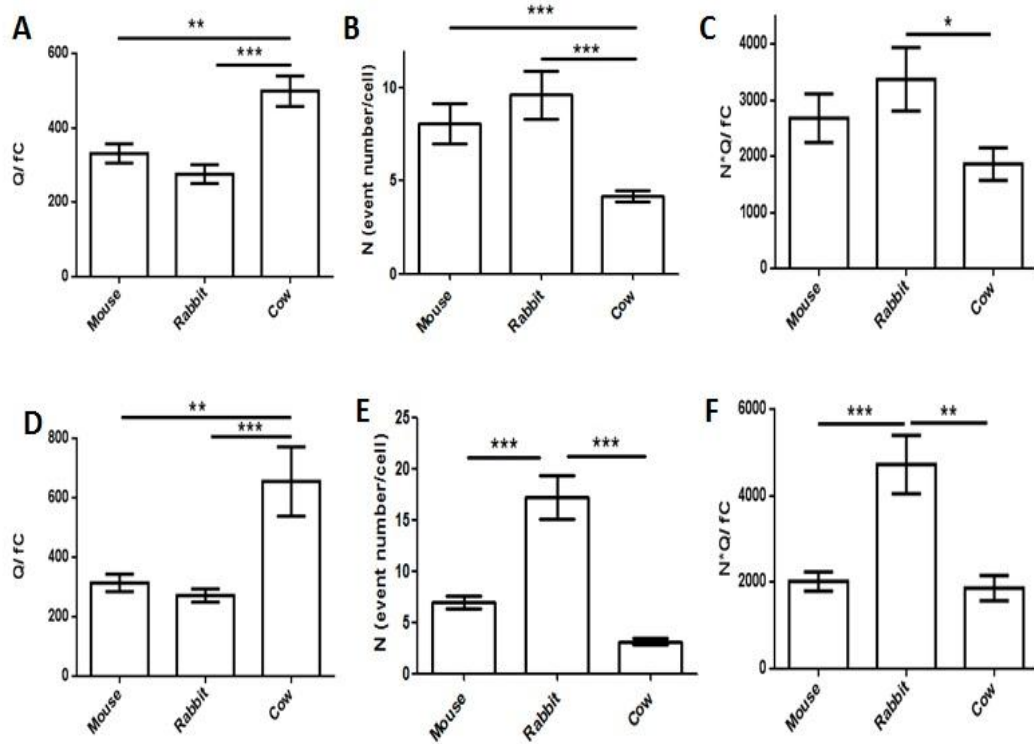 A
**
***
Q/fC
600
400
200
0
Mouse
Rabbit
Cow
B
***
***
N (event number/cell)
10
5
0
Mouse
Rabbit
Cow
C
*
N*Q/fC
4000
3000
2000
1000
0
Mouse
Rabbit
Cow
D
**
***
Q/fC
800
600
400
200
0
Mouse
Rabbit
Cow
E
***
***
N (event number/cell)
25
20
15
10
5
0
Mouse
Rabbit
Cow
F
***
**
N*Q/fC
6000
4000
2000
0
Mouse
Rabbit
Cow